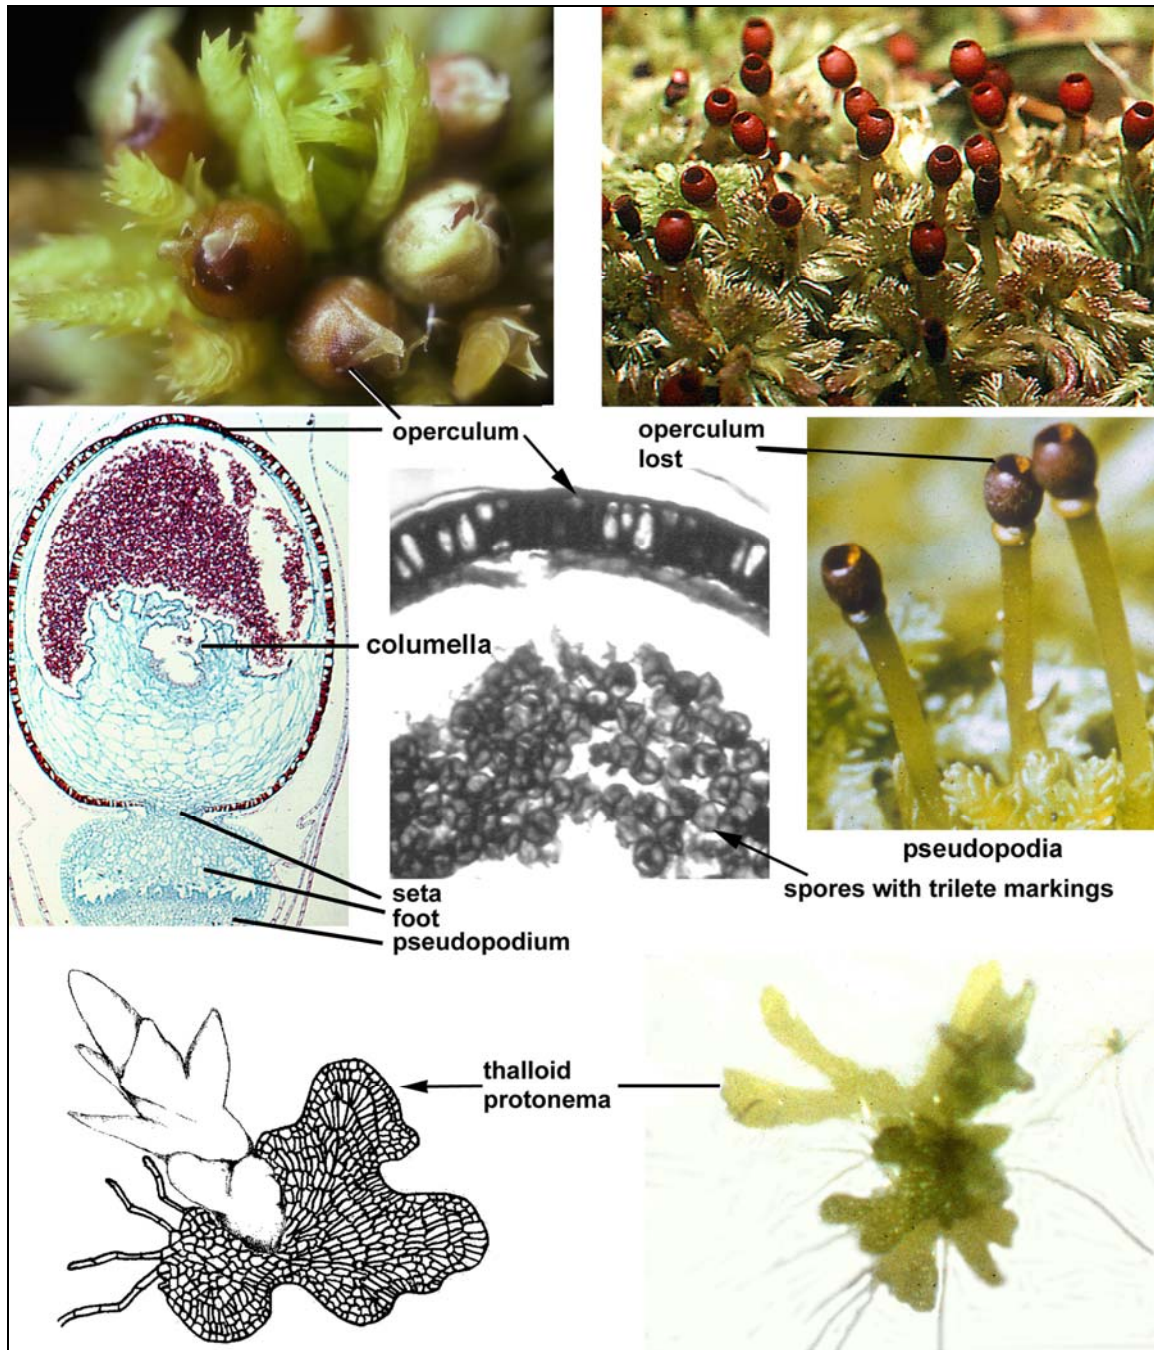 operculum
operculum
lost
columella
pseudopodia
spores with trilete markings
seta
foot
pseudopodium
thalloid
protonema